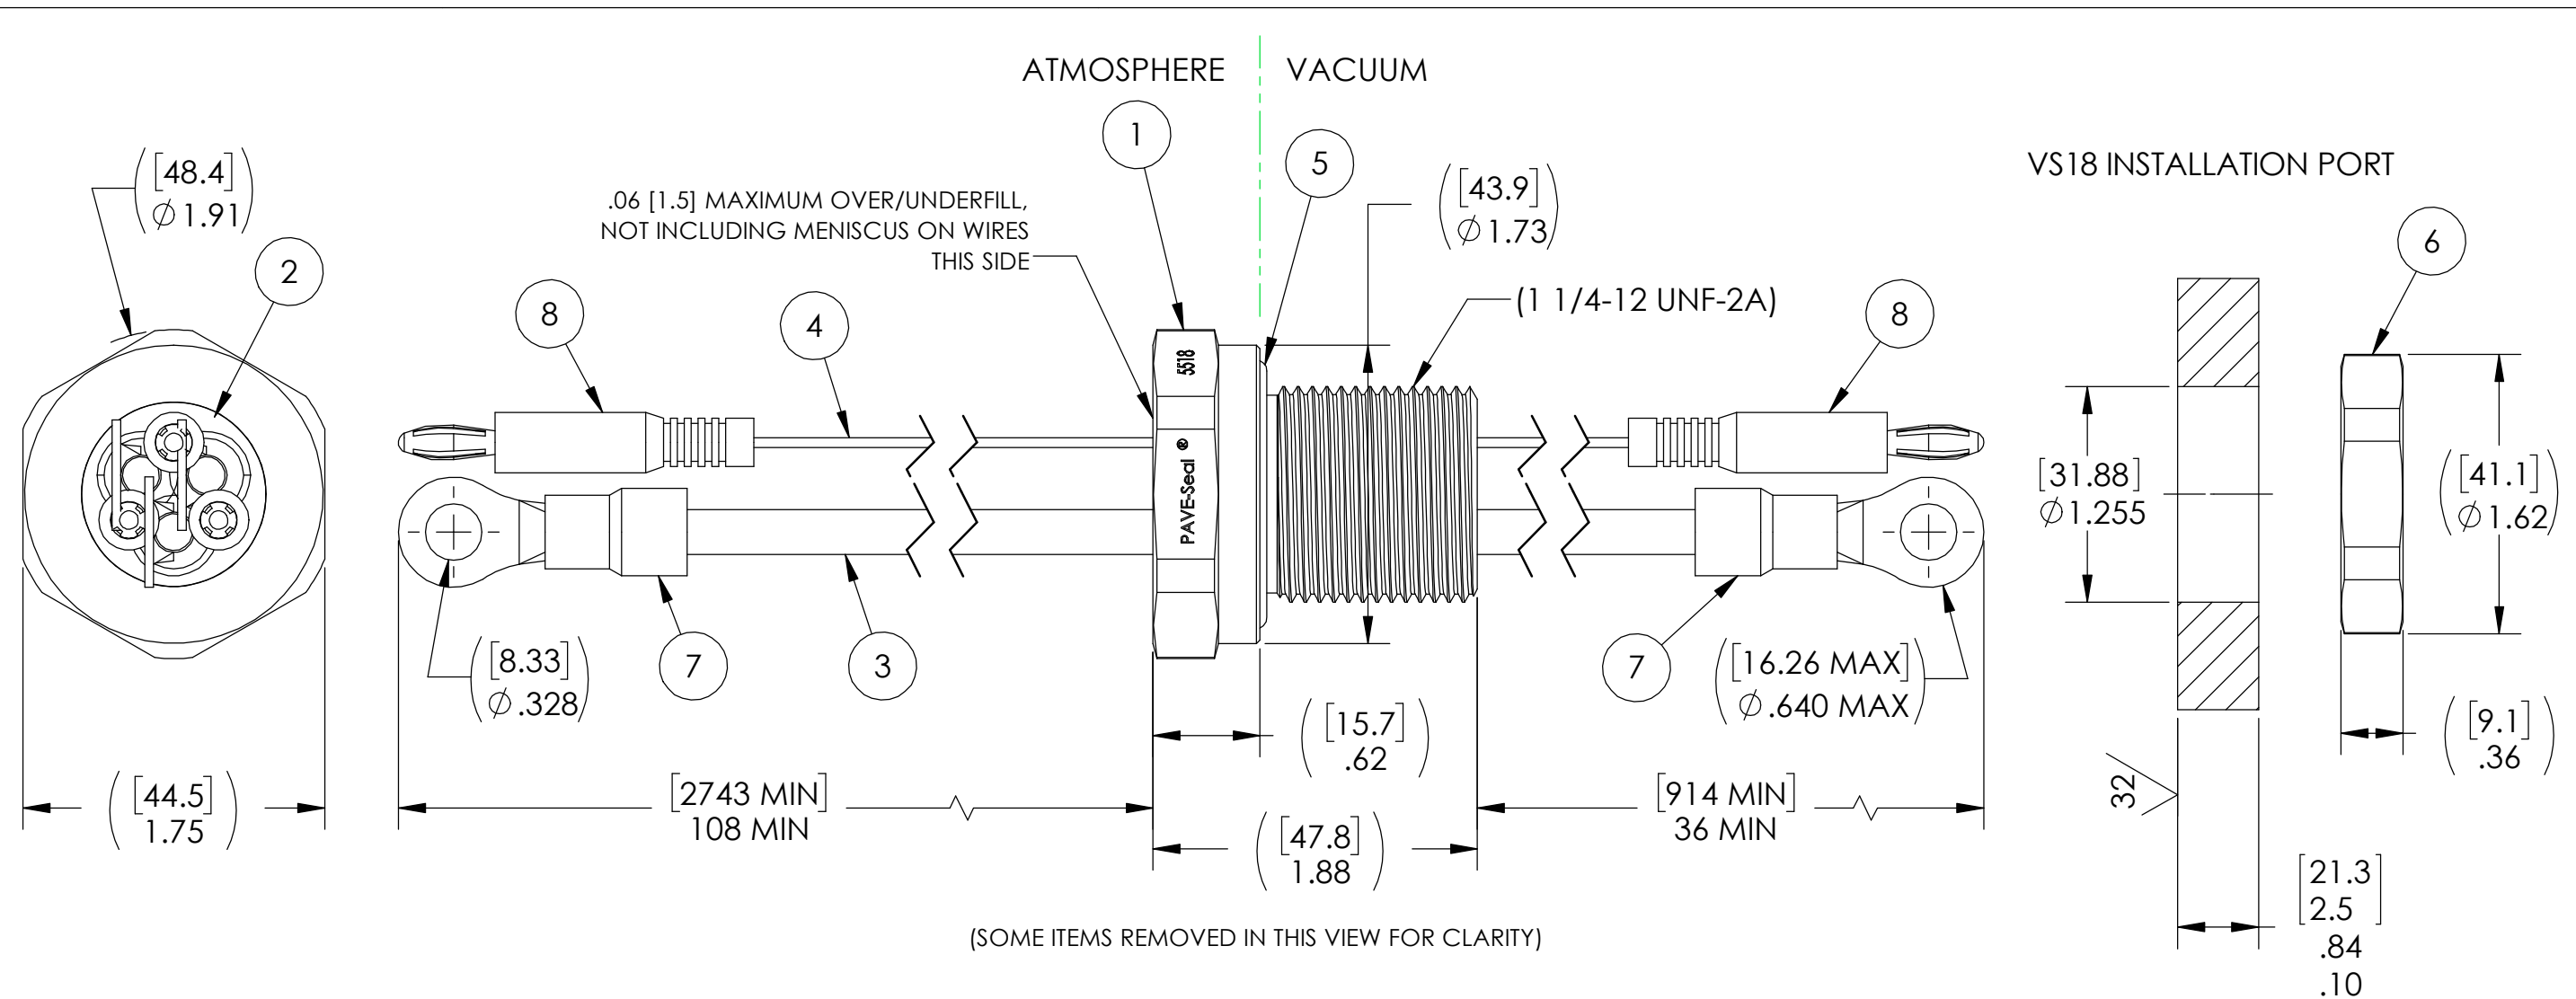 ATMOSPHERE
VACUUM
1
5
[48.4]
⌀ 1.91
2
.06 [1.5] MAXIMUM OVER/UNDERFILL,
NOT INCLUDING MENISCUS ON WIRES
THIS SIDE
[43.9]
⌀ 1.73
VS18 INSTALLATION PORT
6
8
4
(1 1/4-12 UNF-2A)
8
5518
PAVE-Seal ®
[31.88]
⌀ 1.255
[41.1]
⌀ 1.62
[8.33]
⌀ .328
7
3
7
[16.26 MAX]
⌀ .640 MAX
[15.7]
.62
[9.1]
.36
[44.5]
1.75
[2743 MIN]
108 MIN
[47.8]
1.88
[914 MIN]
36 MIN
32
[21.3
2.5]
.84
.10
(SOME ITEMS REMOVED IN THIS VIEW FOR CLARITY)